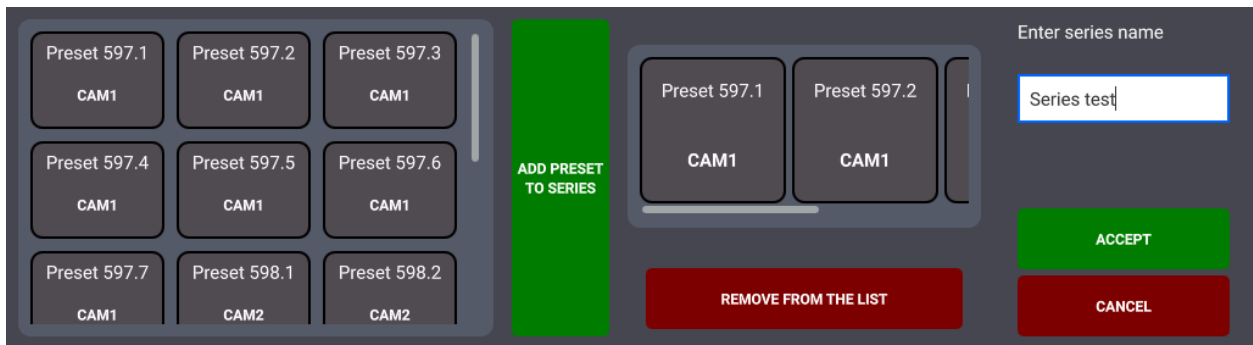 Preset 597.1
CAM1
Preset 597.2
CAM1
Preset 597.3
CAM1
Preset 597.4
CAM1
Preset 597.5
CAM1
Preset 597.6
CAM1
Preset 597.7
CAM1
Preset 598.1
CAM2
Preset 598.2
CAM2
ADD PRESET
TO SERIES
Preset 597.1
CAM1
Preset 597.2
CAM1
REMOVE FROM THE LIST
Enter series name
Series test
ACCEPT
CANCEL